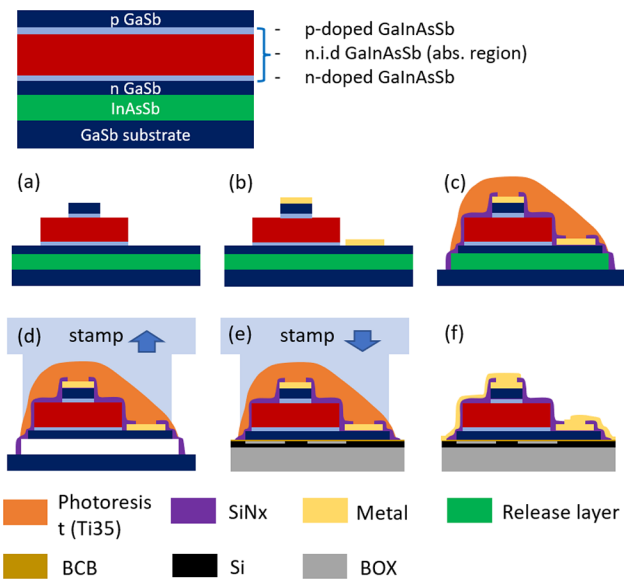 p GaSb
- p-doped GaInAsSb
- n.i.d GaInAsSb (abs. region)
- n-doped GaInAsSb
n GaSb
InAsSb
GaSb substrate
(a)
(b)
(c)
(d)
stamp
(e)
stamp
(f)
Photoresis
t (Ti35)
SiNx
Metal
Release layer
BCB
Si
BOX